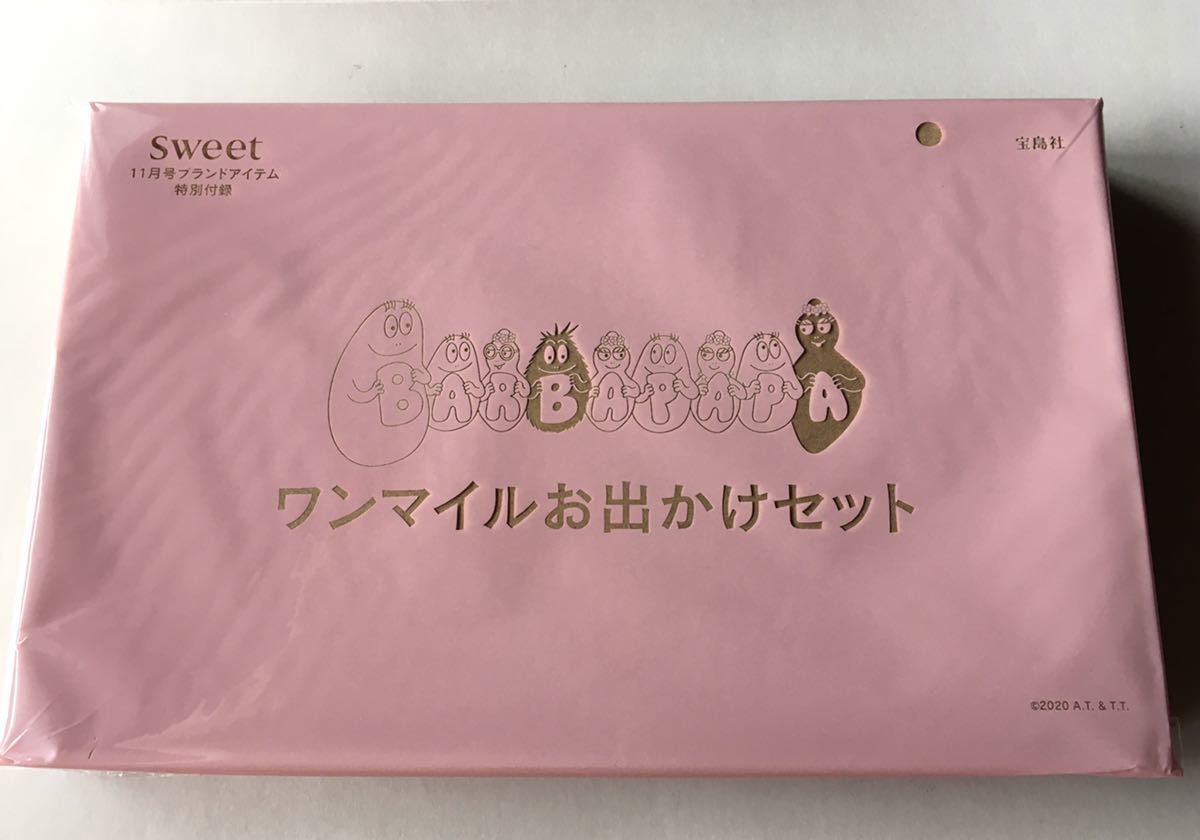 Sweet
11月号ブランドアイテム
特別付録
宝島社
BARBAPAPA
ワンマイルお出かけセット
©2020 A.T. & T.T.